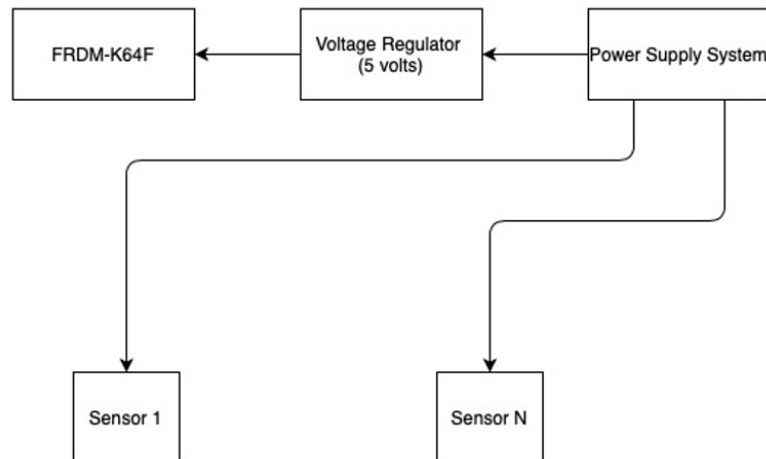 FRDM-K64F
Voltage Regulator
(5 volts)
Power Supply System
Sensor 1
Sensor N